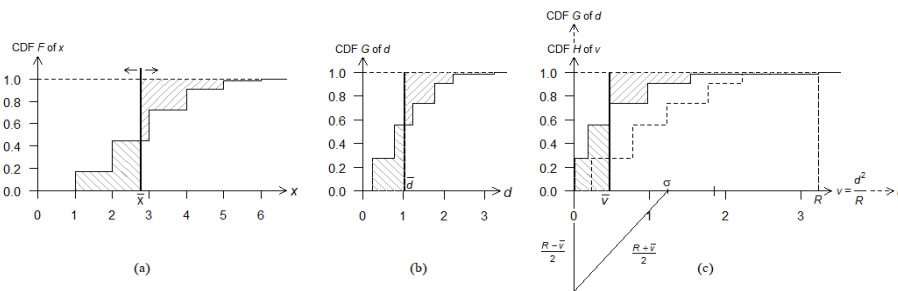 CDF G of d
CDF F of x
CDF G of d
CDF H of v
1.0
0.8
0.6
0.4
0.2
0.0
x
x̅
0 1 2 3 4 5 6
(a)
1.0
0.8
0.6
0.4
0.2
0.0
d̅
d
0 1 2 3
(b)
1.0
0.8
0.6
0.4
0.2
0.0
σ
v̅
R
v = d²/R
0 1 2 3
R − v̅ / 2
R + v̅ / 2
(c)